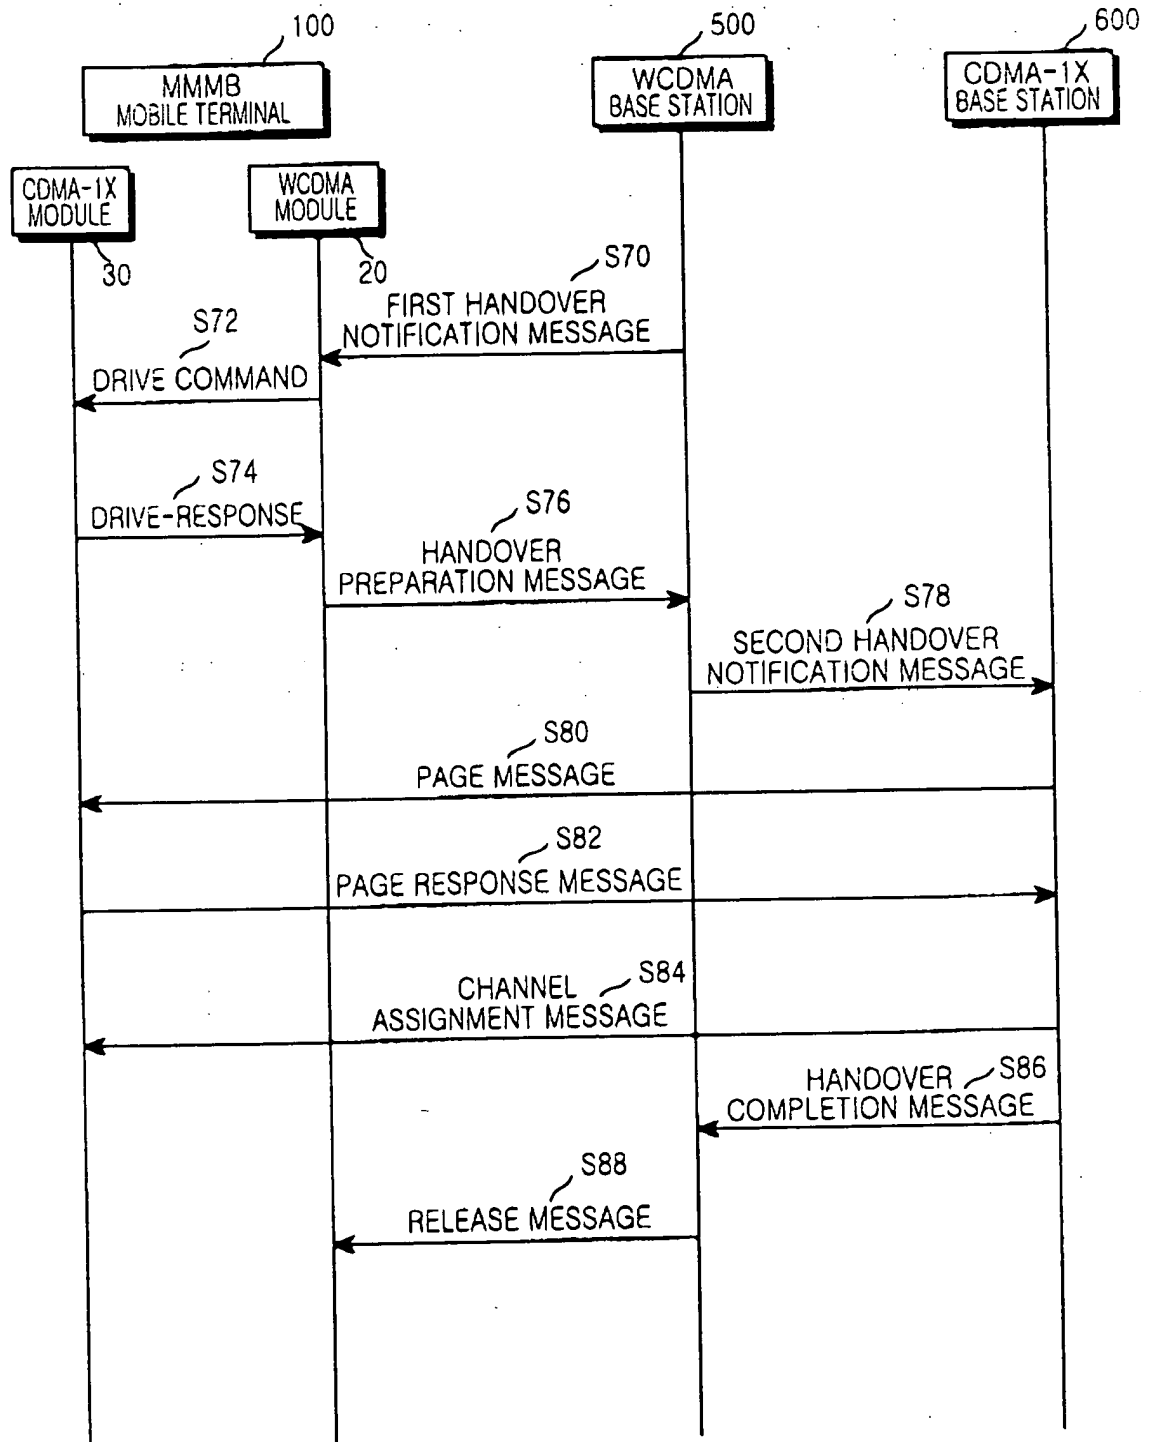 100
500
600
MMMB
MOBILE TERMINAL
WCDMA
BASE STATION
CDMA-1X
BASE STATION
CDMA-1X
MODULE
WCDMA
MODULE
30
20
S70
FIRST HANDOVER
NOTIFICATION MESSAGE
S72
DRIVE COMMAND
S74
DRIVE-RESPONSE
S76
HANDOVER
PREPARATION MESSAGE
S78
SECOND HANDOVER
NOTIFICATION MESSAGE
S80
PAGE MESSAGE
S82
PAGE RESPONSE MESSAGE
S84
CHANNEL
ASSIGNMENT MESSAGE
S86
HANDOVER
COMPLETION MESSAGE
S88
RELEASE MESSAGE